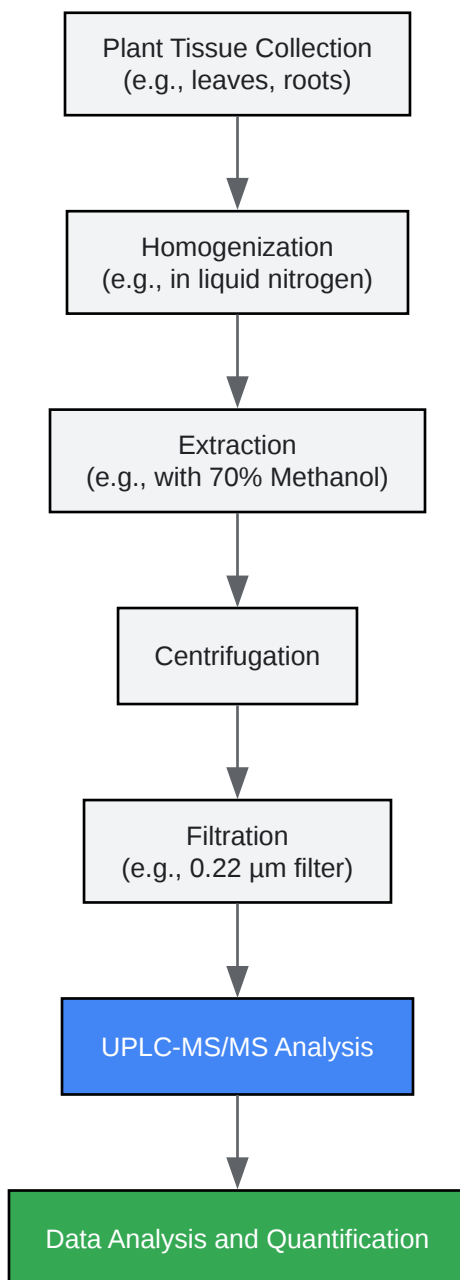 Plant Tissue Collection
(e.g., leaves, roots)
Homogenization
(e.g., in liquid nitrogen)
Extraction
(e.g., with 70% Methanol)
Centrifugation
Filtration
(e.g., 0.22 µm filter)
UPLC-MS/MS Analysis
Data Analysis and Quantification